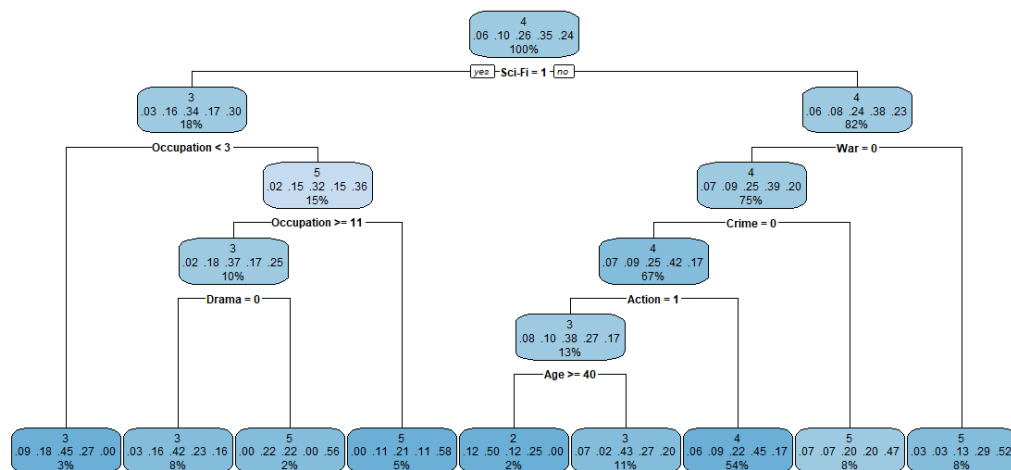 4
.06 .10 .26 .35 .24
100%
yes Sci-Fi = 1 no
3
.03 .16 .34 .17 .30
18%
4
.06 .08 .24 .38 .23
82%
Occupation < 3
War = 0
5
.02 .15 .32 .15 .36
15%
4
.07 .09 .25 .39 .20
75%
Occupation >= 11
Crime = 0
3
.02 .18 .37 .17 .25
10%
4
.07 .09 .25 .42 .17
67%
Drama = 0
Action = 1
3
.08 .10 .38 .27 .17
13%
Age >= 40
3
.09 .18 .45 .27 .00
3%
3
.03 .16 .42 .23 .16
8%
5
.00 .22 .22 .00 .56
2%
5
.00 .11 .21 .11 .58
5%
2
.12 .50 .12 .25 .00
2%
3
.07 .02 .43 .27 .20
11%
4
.06 .09 .22 .45 .17
54%
5
.07 .07 .20 .20 .47
8%
5
.03 .03 .13 .29 .52
8%